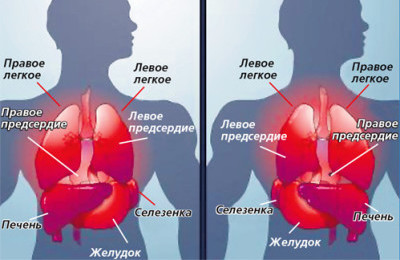 Правое
легкое
Левое
легкое
Правое
предсердие
Левое
предсердие
Печень
Селезенка
Желудок
Левое
легкое
Правое
легкое
Левое
предсердие
Правое
предсердие
Селезенка
Печень
Желудок